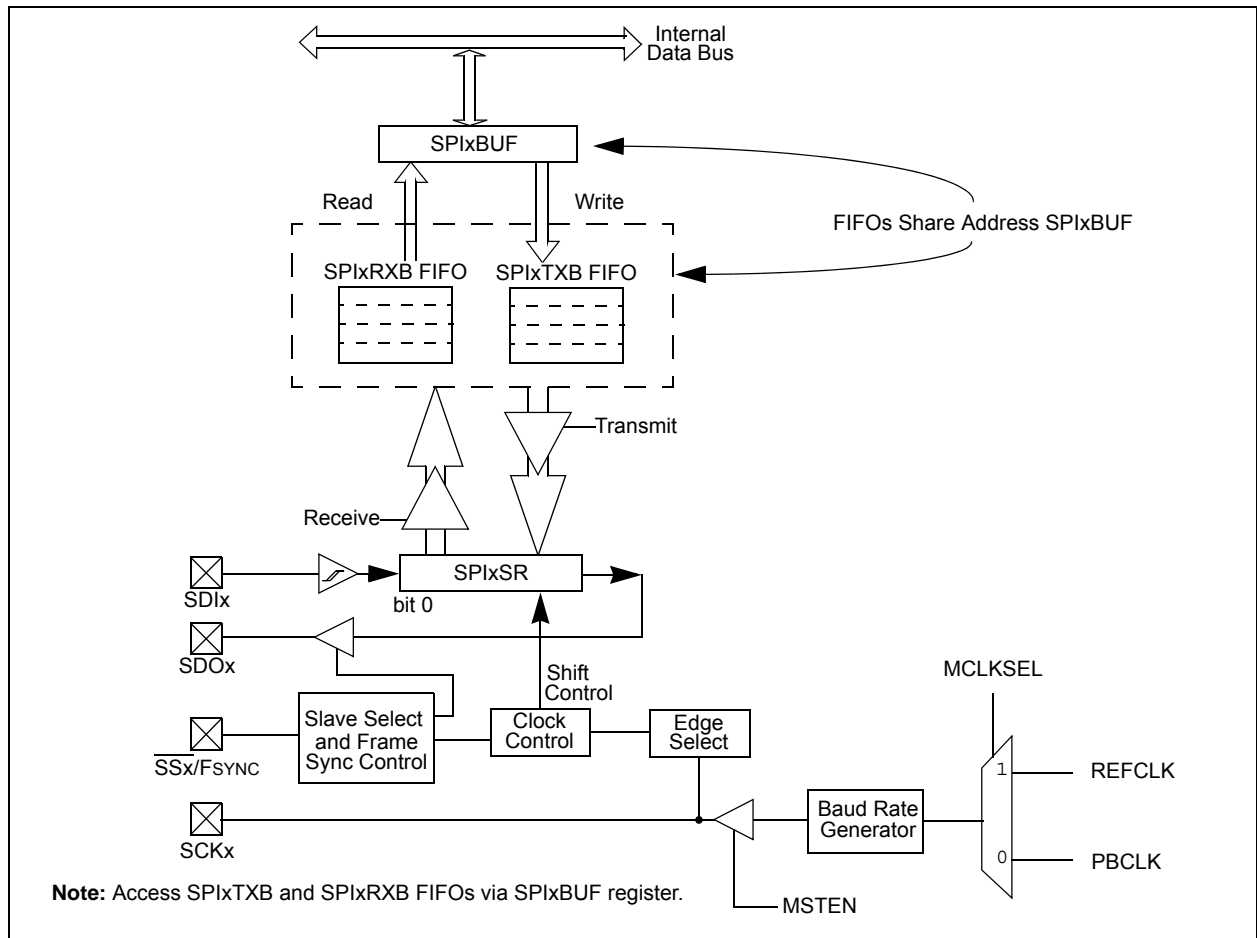 Internal
Data Bus
SPIxBUF
Read
Write
FIFOs Share Address SPIxBUF
SPIxRXB FIFO
SPIxTXB FIFO
Transmit
Receive
SPIxSR
SDIx
bit 0
SDOx
Shift
Control
MCLKSEL
Slave Select
and Frame
Sync Control
Clock
Control
Edge
Select
SSx/FSYNC
1
REFCLK
Baud Rate
Generator
SCKx
0
PBCLK
Note: Access SPIxTXB and SPIxRXB FIFOs via SPIxBUF register.
MSTEN